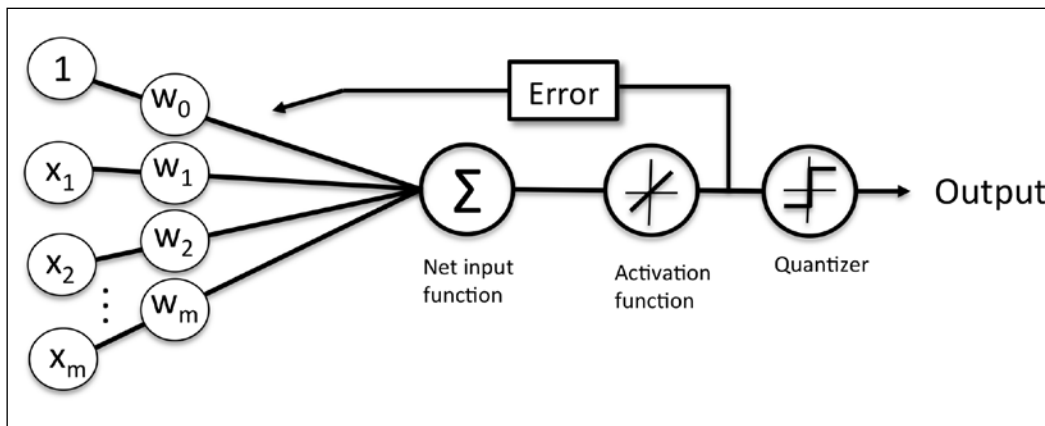 1
w0
x1
w1
x2
w2
⋮
xm
wm
Error
Σ
Net input
function
Activation
function
Quantizer
Output